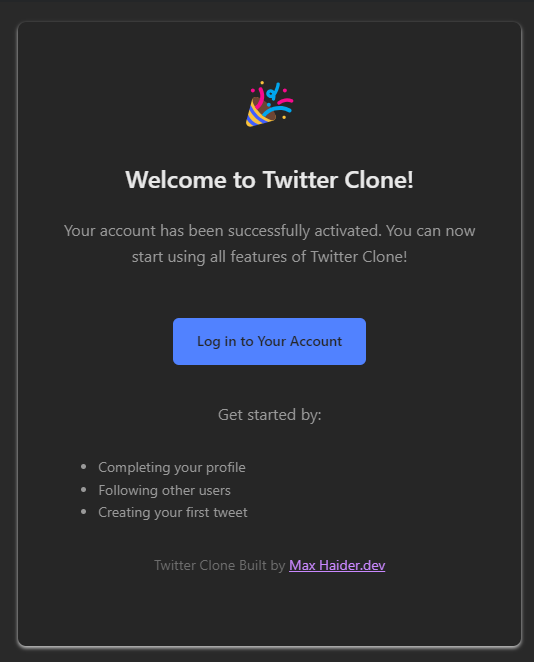 Welcome to Twitter Clone!
Your account has been successfully activated. You can now
start using all features of Twitter Clone!
Log in to Your Account
Get started by:
• Completing your profile
• Following other users
• Creating your first tweet
Twitter Clone Built by Max Haider.dev